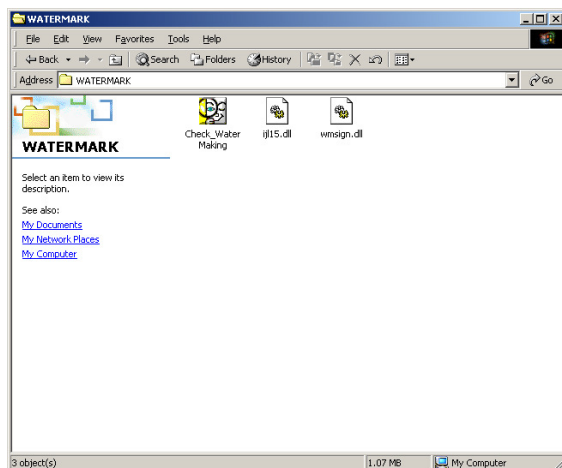 WATERMARK
File Edit View Favorites Tools Help
Back Search Folders History
Address WATERMARK Go
WATERMARK
Select an item to view its
description.
See also:
My Documents
My Network Places
My Computer
Check_Water
Making
ijl15.dll
wmsign.dll
3 object(s) 1.07 MB My Computer